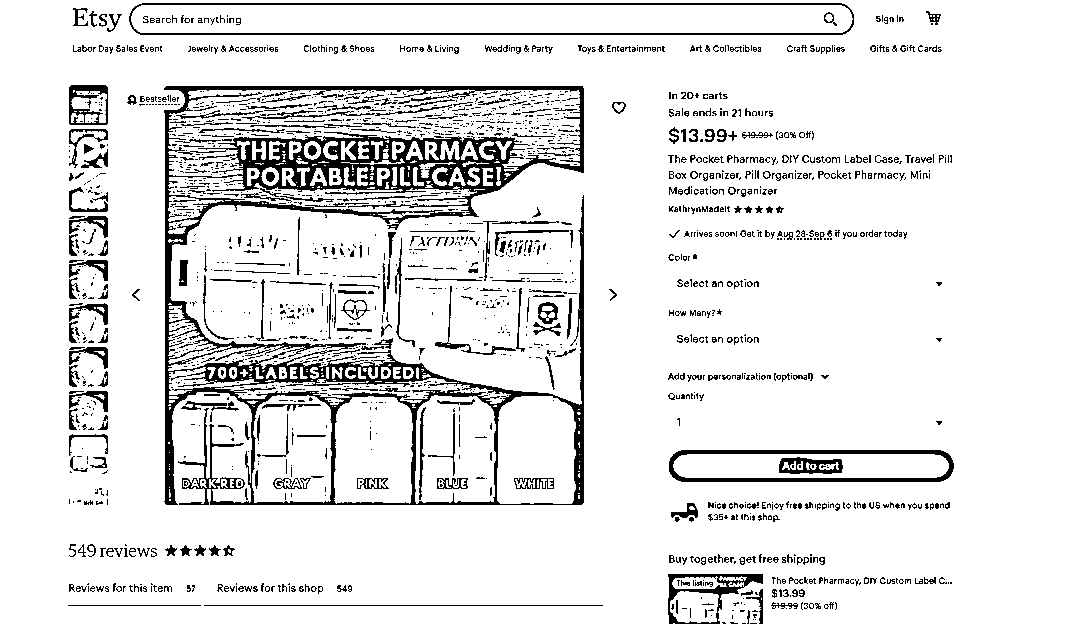 Etsy
Search for anything
Sign in
Labor Day Sales Event
Jewelry & Accessories
Clothing & Shoes
Home & Living
Wedding & Party
Toys & Entertainment
Art & Collectibles
Craft Supplies
Gifts & Gift Cards
Bestseller
THE POCKET PARMACY
PORTABLE PILL CASE!
EXCEDRIN
700+ LABELS INCLUDED!
DARK RED
GRAY
PINK
BLUE
WHITE
In 20+ carts
Sale ends in 21 hours
$13.99+ $19.99+ (30% Off)
The Pocket Pharmacy, DIY Custom Label Case, Travel Pill
Box Organizer, Pill Organizer, Pocket Pharmacy, Mini
Medication Organizer
KathrynMadeIt
Arrives soon! Get it by Aug 28-Sep 6 if you order today
Color *
Select an option
How Many? *
Select an option
Add your personalization (optional)
Quantity
1
Add to cart
Nice choice! Enjoy free shipping to the US when you spend
$35+ at this shop.
549 reviews
Reviews for this item 57
Reviews for this shop 549
Buy together, get free shipping
This listing
The Pocket Pharmacy, DIY Custom Label C...
$13.99
$19.99 (30% off)